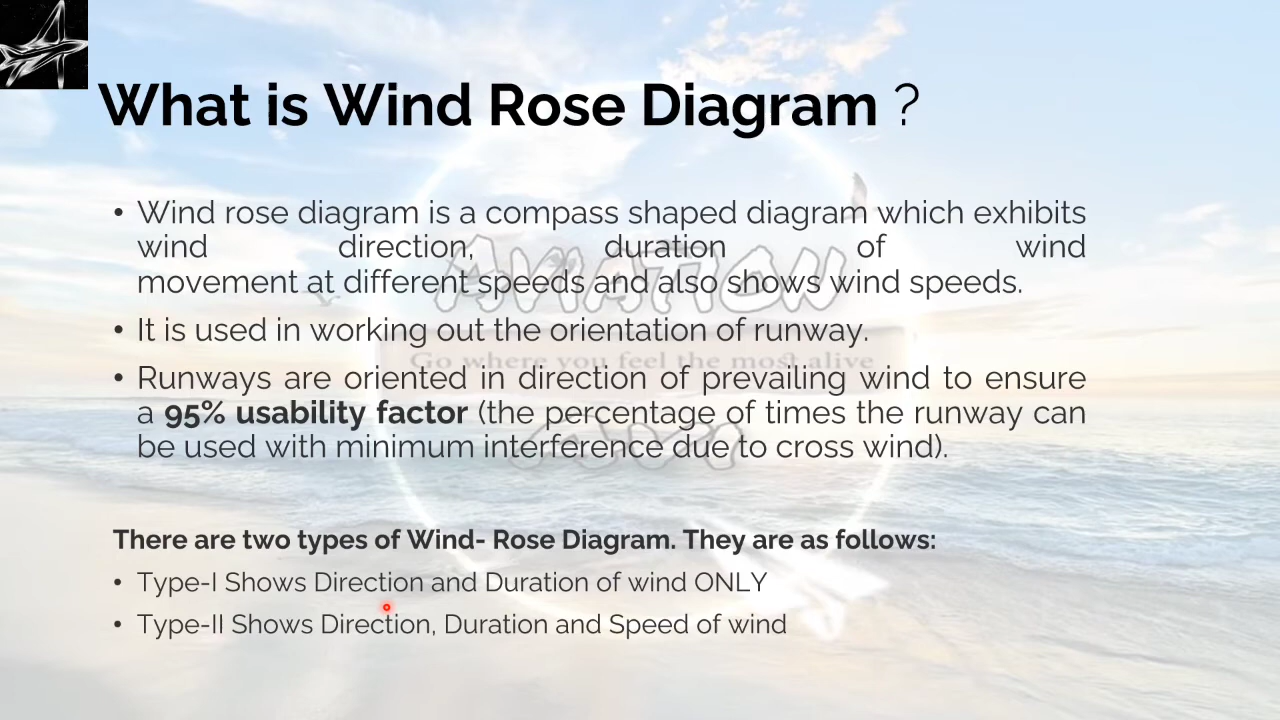 What is Wind Rose Diagram ?
• Wind rose diagram is a compass shaped diagram which exhibits
wind direction, duration of wind
movement at different speeds and also shows wind speeds.
• It is used in working out the orientation of runway.
• Runways are oriented in direction of prevailing wind to ensure
a 95% usability factor (the percentage of times the runway can
be used with minimum interference due to cross wind).
There are two types of Wind- Rose Diagram. They are as follows:
• Type-I Shows Direction and Duration of wind ONLY
• Type-II Shows Direction, Duration and Speed of wind
AVIATION
Go where you feel the most alive